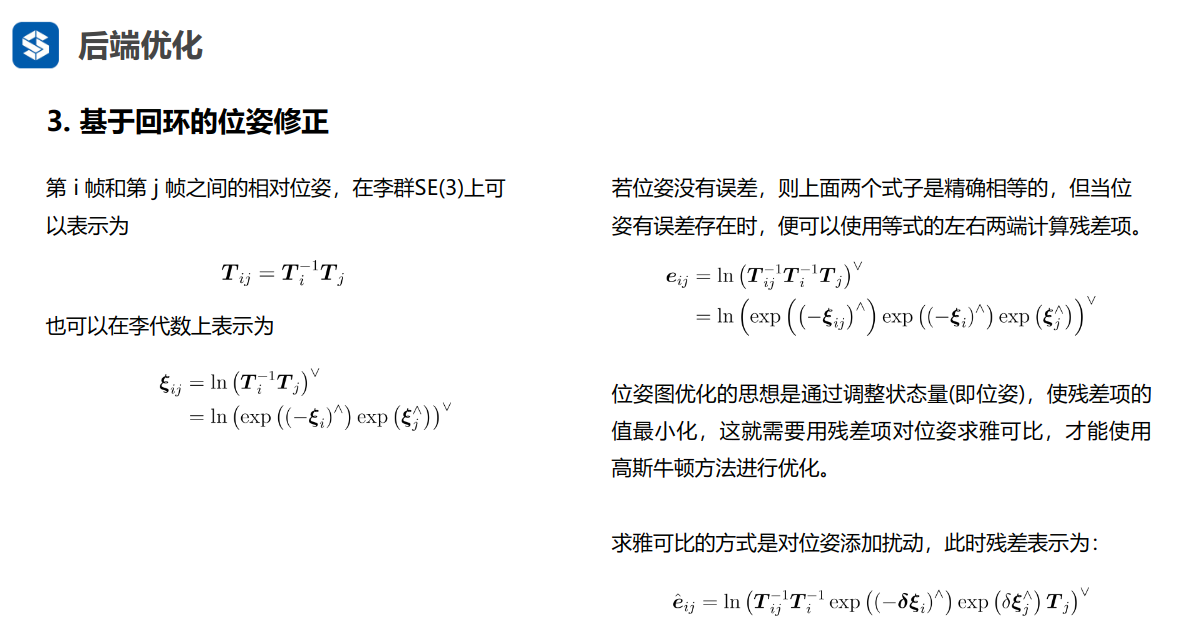 后端优化
3. 基于回环的位姿修正
第 i 帧和第 j 帧之间的相对位姿，在李群SE(3)上可
以表示为
$\boldsymbol{T}_{ij} = \boldsymbol{T}_i^{-1}\boldsymbol{T}_j$
也可以在李代数上表示为
$\boldsymbol{\xi}_{ij} = \ln\left(\boldsymbol{T}_i^{-1}\boldsymbol{T}_j\right)^{\vee}$
$= \ln\left(\exp\left((-\boldsymbol{\xi}_i)^{\wedge}\right)\exp\left(\boldsymbol{\xi}_j^{\wedge}\right)\right)^{\vee}$
若位姿没有误差，则上面两个式子是精确相等的，但当位
姿有误差存在时，便可以使用等式的左右两端计算残差项。
$\boldsymbol{e}_{ij} = \ln\left(\boldsymbol{T}_{ij}^{-1}\boldsymbol{T}_i^{-1}\boldsymbol{T}_j\right)^{\vee}$
$= \ln\left(\exp\left((-\boldsymbol{\xi}_{ij})^{\wedge}\right)\exp\left((-\boldsymbol{\xi}_i)^{\wedge}\right)\exp\left(\boldsymbol{\xi}_j^{\wedge}\right)\right)^{\vee}$
位姿图优化的思想是通过调整状态量(即位姿)，使残差项的
值最小化，这就需要用残差项对位姿求雅可比，才能使用
高斯牛顿方法进行优化。
求雅可比的方式是对位姿添加扰动，此时残差表示为：
$\hat{\boldsymbol{e}}_{ij} = \ln\left(\boldsymbol{T}_{ij}^{-1}\boldsymbol{T}_i^{-1}\exp\left((-\boldsymbol{\delta\xi}_i)^{\wedge}\right)\exp\left(\delta\boldsymbol{\xi}_j^{\wedge}\right)\boldsymbol{T}_j\right)^{\vee}$